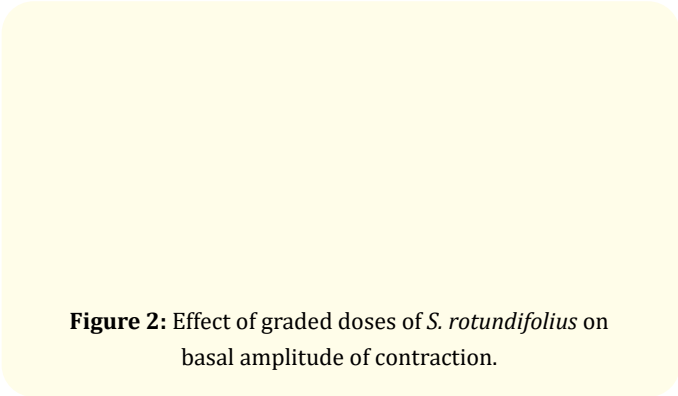 Figure 2: Effect of graded doses of S. rotundifolius on
basal amplitude of contraction.